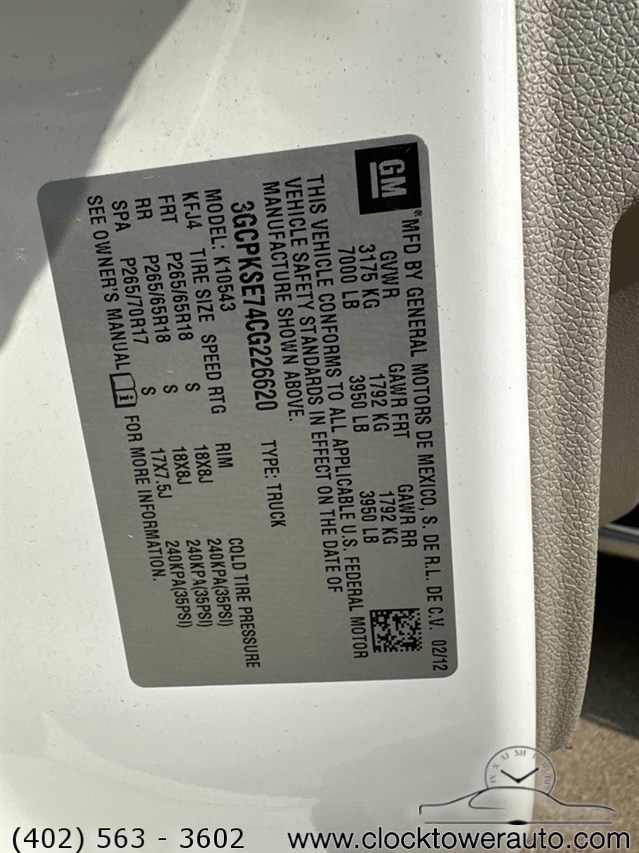 GM
®
MFD BY GENERAL MOTORS DE MEXICO, S. DE R.L. DE C.V. 02/12
GVWR GAWR FRT GAWR RR
3175 KG 1792 KG 1792 KG
7000 LB 3950 LB 3950 LB
THIS VEHICLE CONFORMS TO ALL APPLICABLE U.S. FEDERAL MOTOR
VEHICLE SAFETY STANDARDS IN EFFECT ON THE DATE OF
MANUFACTURE SHOWN ABOVE.
3GCPKSE74CG226620 TYPE: TRUCK
MODEL: K10543
KFJ4 TIRE SIZE SPEED RTG RIM COLD TIRE PRESSURE
FRT P265/65R18 S 18X8J 240KPA(35PSI)
RR P265/65R18 S 18X8J 240KPA(35PSI)
SPA P265/70R17 S 17X7.5J 240KPA(35PSI)
SEE OWNER'S MANUAL FOR MORE INFORMATION.
(402) 563 - 3602 www.clocktowerauto.com